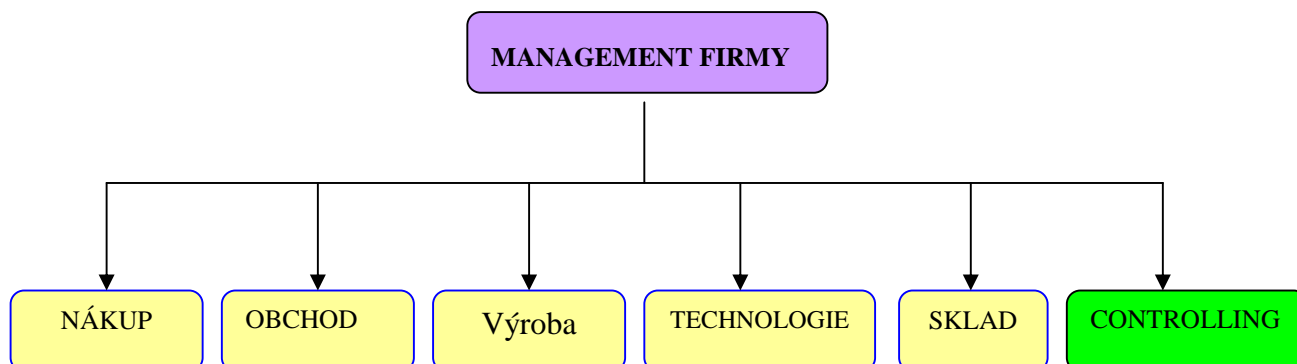 MANAGEMENT FIRMY
NÁKUP
OBCHOD
Výroba
TECHNOLOGIE
SKLAD
CONTROLLING